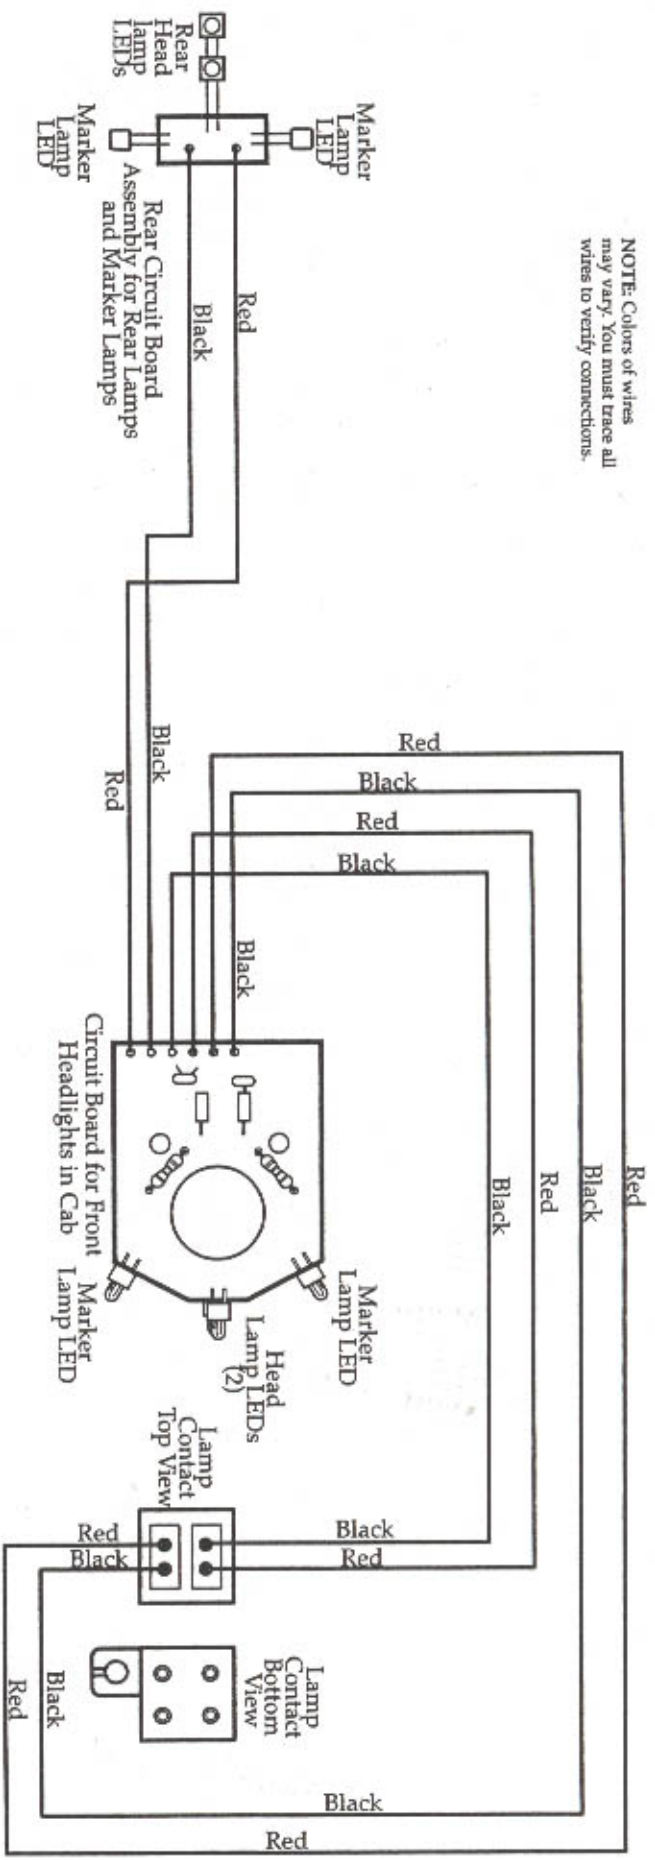 Rear
Head
lamp
LEDs
Marker
Lamp
LED
Marker
Lamp
LED
Rear Circuit Board
Assembly for Rear Lamps
and Marker Lamps
NOTE: Colors of wires
may vary. You must trace all
wires to verify connections.
Red
Black
Black
Red
Red
Black
Red
Black
Black
Circuit Board for Front
Headlights in Cab
Red
Black
Red
Black
Marker
Lamp LED
Marker
Lamp LED
Head
Lamp LEDs
(2)
Lamp
Contact
Top View
Red
Black
Black
Red
Lamp
Contact
Bottom
View
Black
Red
Black
Red